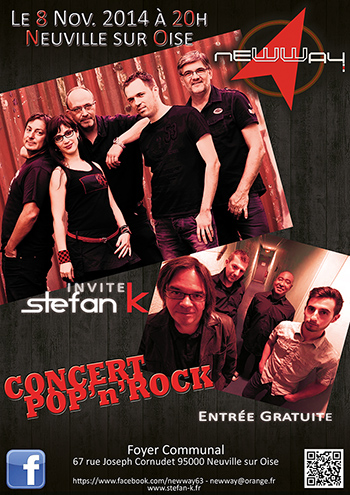 Le 8 Nov. 2014 à 20h
Neuville sur Oise
newway
INVITE
stefan k
CONCERT
POP'n'ROCK
Entrée Gratuite
Foyer Communal
67 rue Joseph Cornudet 95000 Neuville sur Oise
https://www.facebook.com/newway63 - newway@orange.fr
www.stefan-k.fr
f